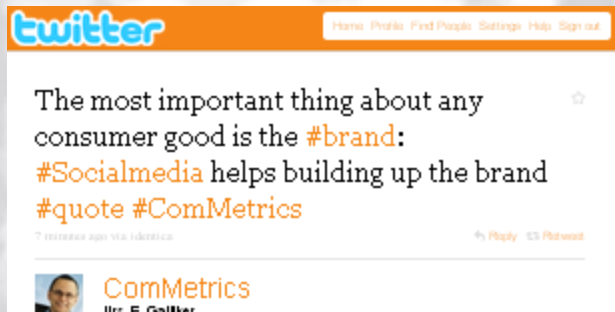 twitter
Home Profile Find People Settings Help Sign out
The most important thing about any
consumer good is the #brand:
#Socialmedia helps building up the brand
#quote #ComMetrics
7 minutes ago via identica
Reply Retweet
ComMetrics
E. Gattiker